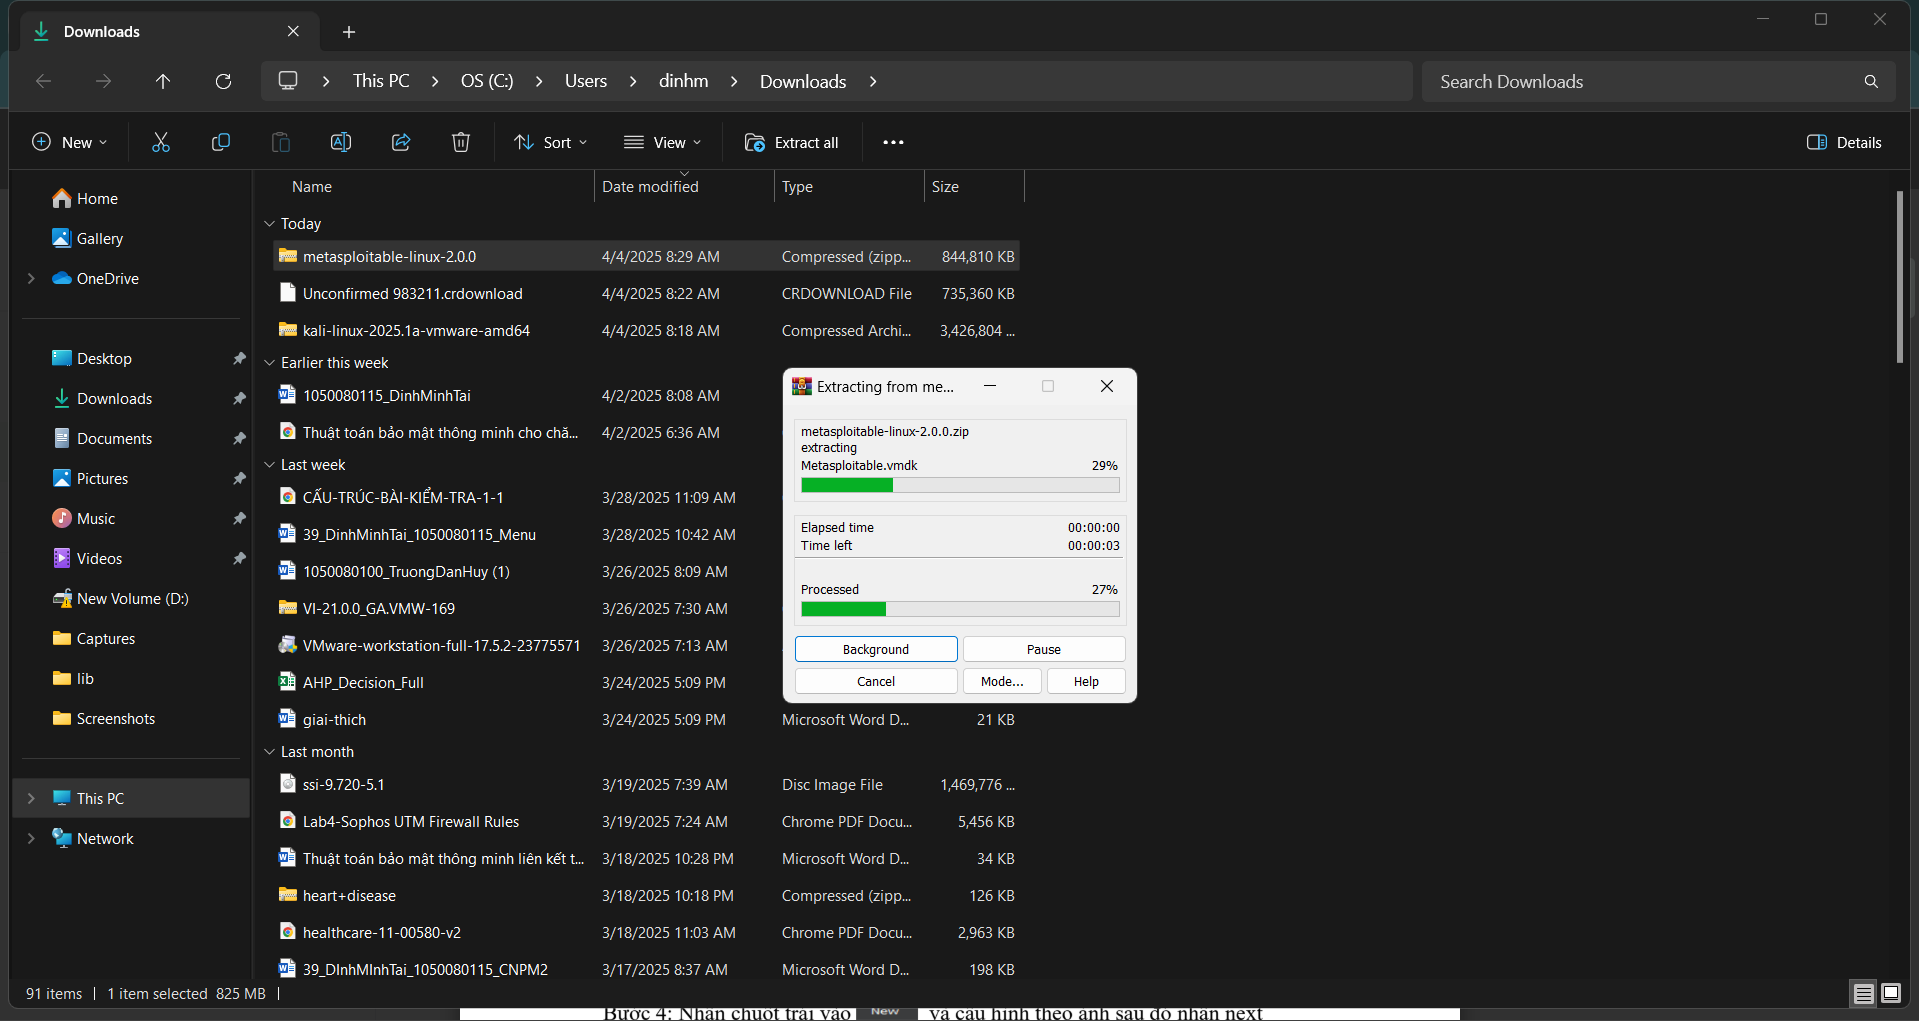 Downloads
This PC > OS (C:) > Users > dinhm > Downloads >
Search Downloads
New
Sort
View
Extract all
Details
Home
Gallery
OneDrive
Desktop
Downloads
Documents
Pictures
Music
Videos
New Volume (D:)
Captures
lib
Screenshots
This PC
Network
Name Date modified Type Size
Today
metasploitable-linux-2.0.0 4/4/2025 8:29 AM Compressed (zipp... 844,810 KB
Unconfirmed 983211.crdownload 4/4/2025 8:22 AM CRDOWNLOAD File 735,360 KB
kali-linux-2025.1a-vmware-amd64 4/4/2025 8:18 AM Compressed Archi... 3,426,804 ...
Earlier this week
1050080115_DinhMinhTai 4/2/2025 8:08 AM
Thuật toán bảo mật thông minh cho chă... 4/2/2025 6:36 AM
Last week
CẤU-TRÚC-BÀI-KIỂM-TRA-1-1 3/28/2025 11:09 AM
39_DinhMinhTai_1050080115_Menu 3/28/2025 10:42 AM
1050080100_TruongDanHuy (1) 3/26/2025 8:09 AM
VI-21.0.0_GA.VMW-169 3/26/2025 7:30 AM
VMware-workstation-full-17.5.2-23775571 3/26/2025 7:13 AM
AHP_Decision_Full 3/24/2025 5:09 PM
giai-thich 3/24/2025 5:09 PM Microsoft Word D... 21 KB
Last month
ssi-9.720-5.1 3/19/2025 7:39 AM Disc Image File 1,469,776 ...
Lab4-Sophos UTM Firewall Rules 3/19/2025 7:24 AM Chrome PDF Docu... 5,456 KB
Thuật toán bảo mật thông minh liên kết t... 3/18/2025 10:28 PM Microsoft Word D... 34 KB
heart+disease 3/18/2025 10:18 PM Compressed (zipp... 126 KB
healthcare-11-00580-v2 3/18/2025 11:03 AM Chrome PDF Docu... 2,963 KB
39_DInhMInhTai_1050080115_CNPM2 3/17/2025 8:37 AM Microsoft Word D... 198 KB
Extracting from me...
metasploitable-linux-2.0.0.zip
extracting
Metasploitable.vmdk 29%
Elapsed time 00:00:00
Time left 00:00:03
Processed 27%
Background Pause
Cancel Mode... Help
91 items 1 item selected 825 MB
Bước 4: Nhấn chuột trái vào New và cấu hình theo ảnh sau đó nhấn next